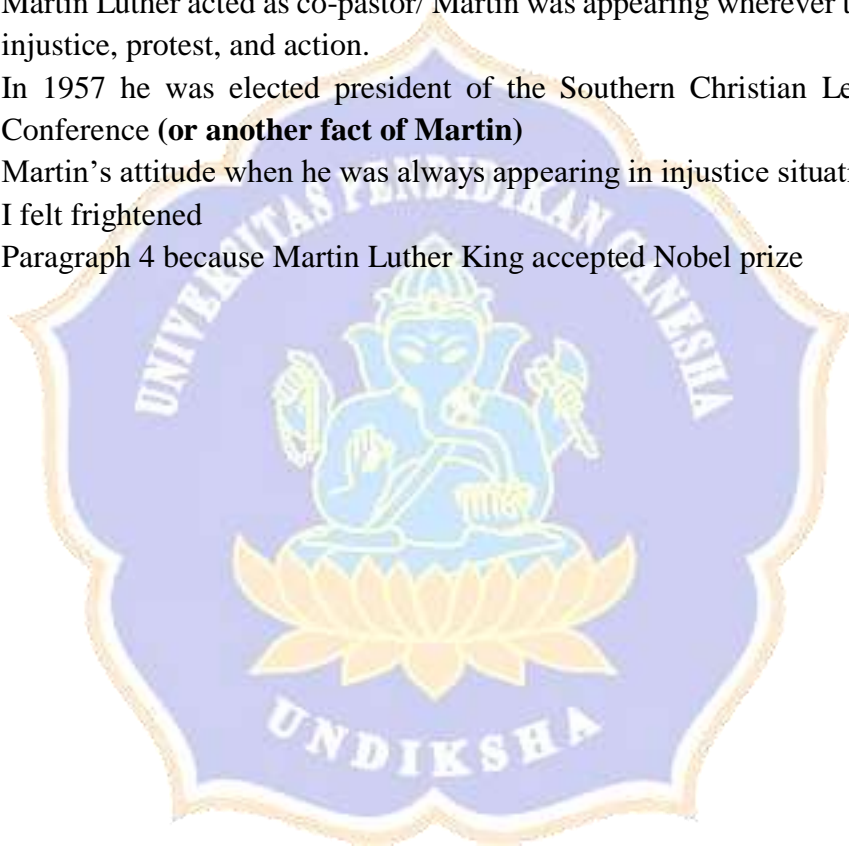 Martin Luther acted as co-pastor/ Martin was appearing wherever
injustice, protest, and action.
In 1957 he was elected president of the Southern Christian Le
Conference (or another fact of Martin)
Martin's attitude when he was always appearing in injustice situati
I felt frightened
Paragraph 4 because Martin Luther King accepted Nobel prize
UNIVERSITAS PENDIDIKAN GANESHA
UNDIKSHA